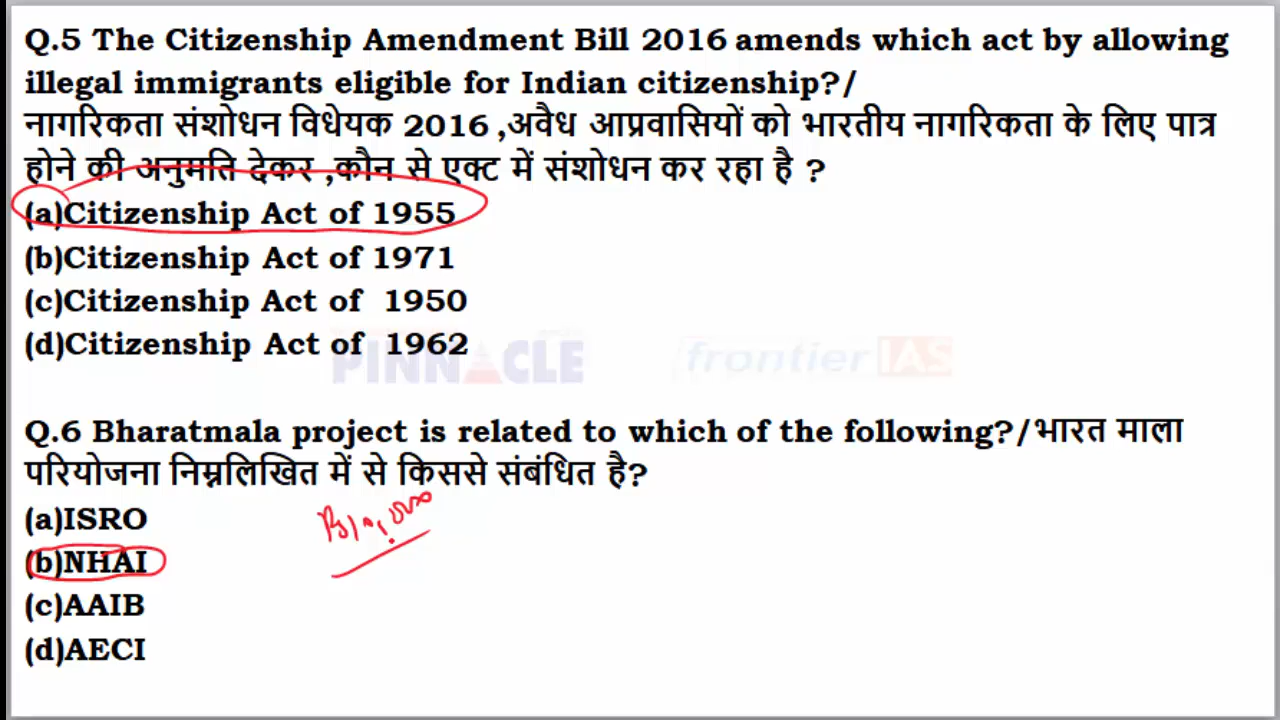 Q.5 The Citizenship Amendment Bill 2016 amends which act by allowing
illegal immigrants eligible for Indian citizenship?/
नागरिकता संशोधन विधेयक 2016 ,अवैध आप्रवासियों को भारतीय नागरिकता के लिए पात्र
होने की अनुमति देकर ,कौन से एक्ट में संशोधन कर रहा है ?
(a)Citizenship Act of 1955
(b)Citizenship Act of 1971
(c)Citizenship Act of 1950
(d)Citizenship Act of 1962
PINNACLE frontier IAS
Q.6 Bharatmala project is related to which of the following?/भारत माला
परियोजना निम्नलिखित में से किससे संबंधित है?
(a)ISRO
(b)NHAI
(c)AAIB
(d)AECI